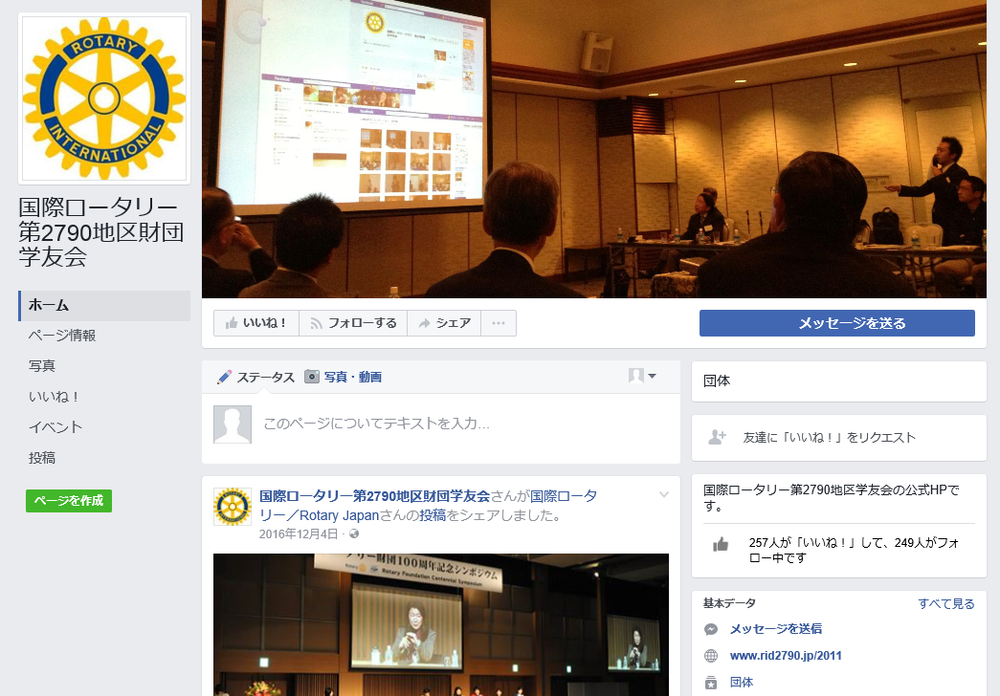 ROTARY
INTERNATIONAL
国際ロータリー
第2790地区財団
学友会
ホーム
ページ情報
写真
いいね！
イベント
投稿
ページを作成
いいね！
フォローする
シェア
メッセージを送る
ステータス
写真・動画
このページについてテキストを入力...
国際ロータリー第2790地区財団学友会さんが国際ロータ
リー／Rotary Japanさんの投稿をシェアしました。
2016年12月4日 ·
タリー財団100周年記念シンポジウム
Rotary Foundation Centennial Symposium
団体
友達に「いいね！」をリクエスト
国際ロータリー第2790地区学友会の公式HPで
す。
257人が「いいね！」して、249人がフォ
ロー中です
基本データ
すべて見る
メッセージを送信
www.rid2790.jp/2011
団体